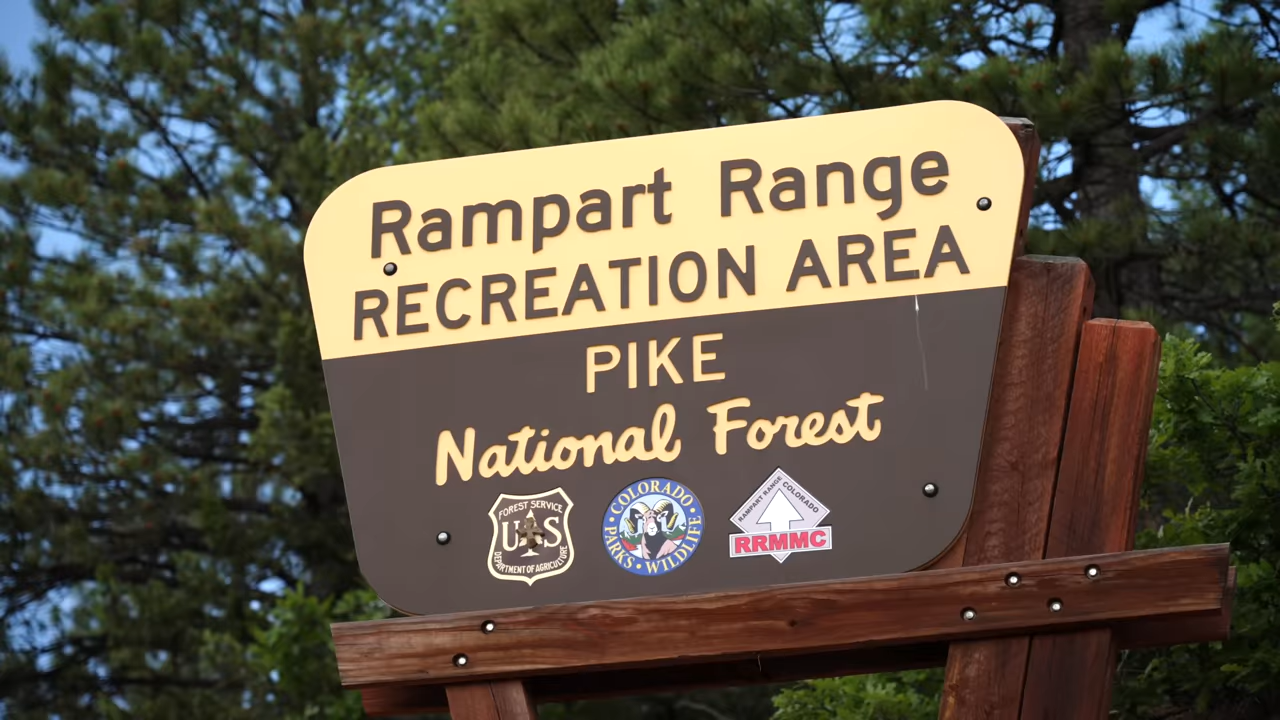 Rampart Range
RECREATION AREA
PIKE
National Forest
FOREST SERVICE
U S
DEPARTMENT OF AGRICULTURE
COLORADO
PARKS • WILDLIFE
RAMPART RANGE COLORADO
RRMMC